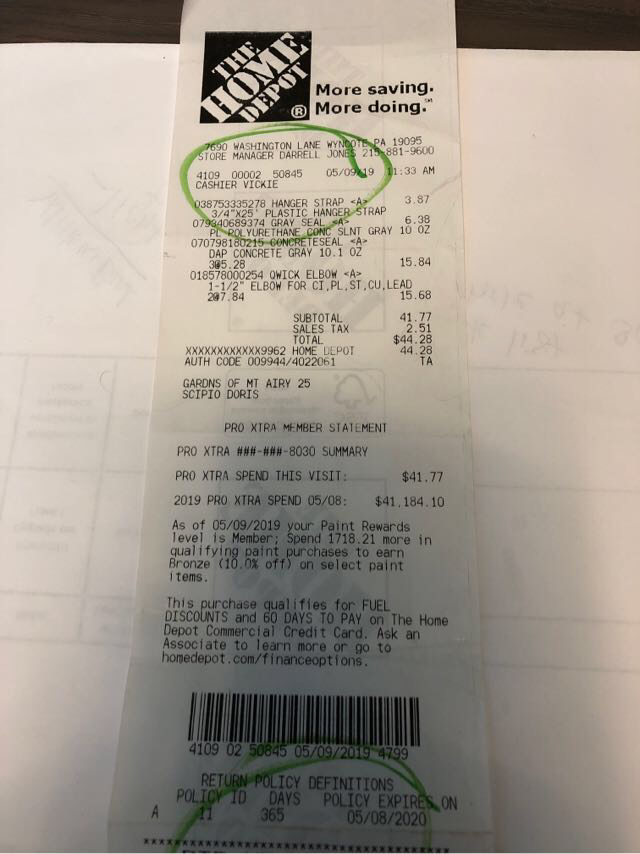 THE
HOME
DEPOT
®
More saving.
More doing.℠
7690 WASHINGTON LANE WYNCOTE PA 19095
STORE MANAGER DARRELL JONES 215-881-9600
4109 00002 50845 05/09/19 11:33 AM
CASHIER VICKIE
038753335278 HANGER STRAP <A> 3.87
3/4"X25' PLASTIC HANGER STRAP
079340689374 GRAY SEAL <A> 6.38
PL POLYURETHANE CONC SLNT GRAY 10 OZ
070798180215 CONCRETESEAL <A>
DAP CONCRETE GRAY 10.1 OZ
3@5.28 15.84
018578000254 QWICK ELBOW <A>
1-1/2" ELBOW FOR CI,PL,ST,CU,LEAD
2@7.84 15.68
SUBTOTAL 41.77
SALES TAX 2.51
TOTAL $44.28
XXXXXXXXXXXX9962 HOME DEPOT 44.28
AUTH CODE 009944/4022061 TA
GARDNS OF MT AIRY 25
SCIPIO DORIS
PRO XTRA MEMBER STATEMENT
PRO XTRA ###-###-8030 SUMMARY
PRO XTRA SPEND THIS VISIT: $41.77
2019 PRO XTRA SPEND 05/08: $41,184.10
As of 05/09/2019 your Paint Rewards
level is Member; Spend 1718.21 more in
qualifying paint purchases to earn
Bronze (10.0% off) on select paint
items.
This purchase qualifies for FUEL
DISCOUNTS and 60 DAYS TO PAY on The Home
Depot Commercial Credit Card. Ask an
Associate to learn more or go to
homedepot.com/financeoptions.
4109 02 50845 05/09/2019 4799
RETURN POLICY DEFINITIONS
POLICY ID DAYS POLICY EXPIRES ON
A 11 365 05/08/2020